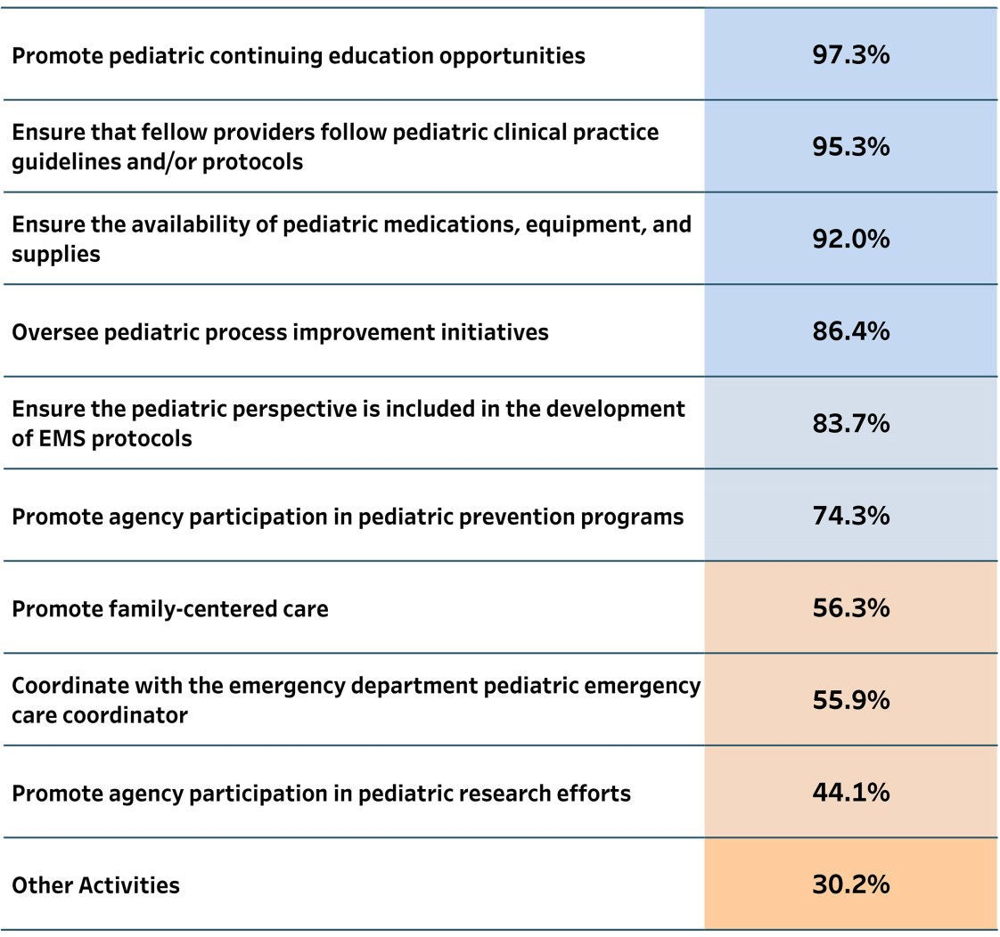 Promote pediatric continuing education opportunities
97.3%
Ensure that fellow providers follow pediatric clinical practice
guidelines and/or protocols
95.3%
Ensure the availability of pediatric medications, equipment, and
supplies
92.0%
Oversee pediatric process improvement initiatives
86.4%
Ensure the pediatric perspective is included in the development
of EMS protocols
83.7%
Promote agency participation in pediatric prevention programs
74.3%
Promote family-centered care
56.3%
Coordinate with the emergency department pediatric emergency
care coordinator
55.9%
Promote agency participation in pediatric research efforts
44.1%
Other Activities
30.2%